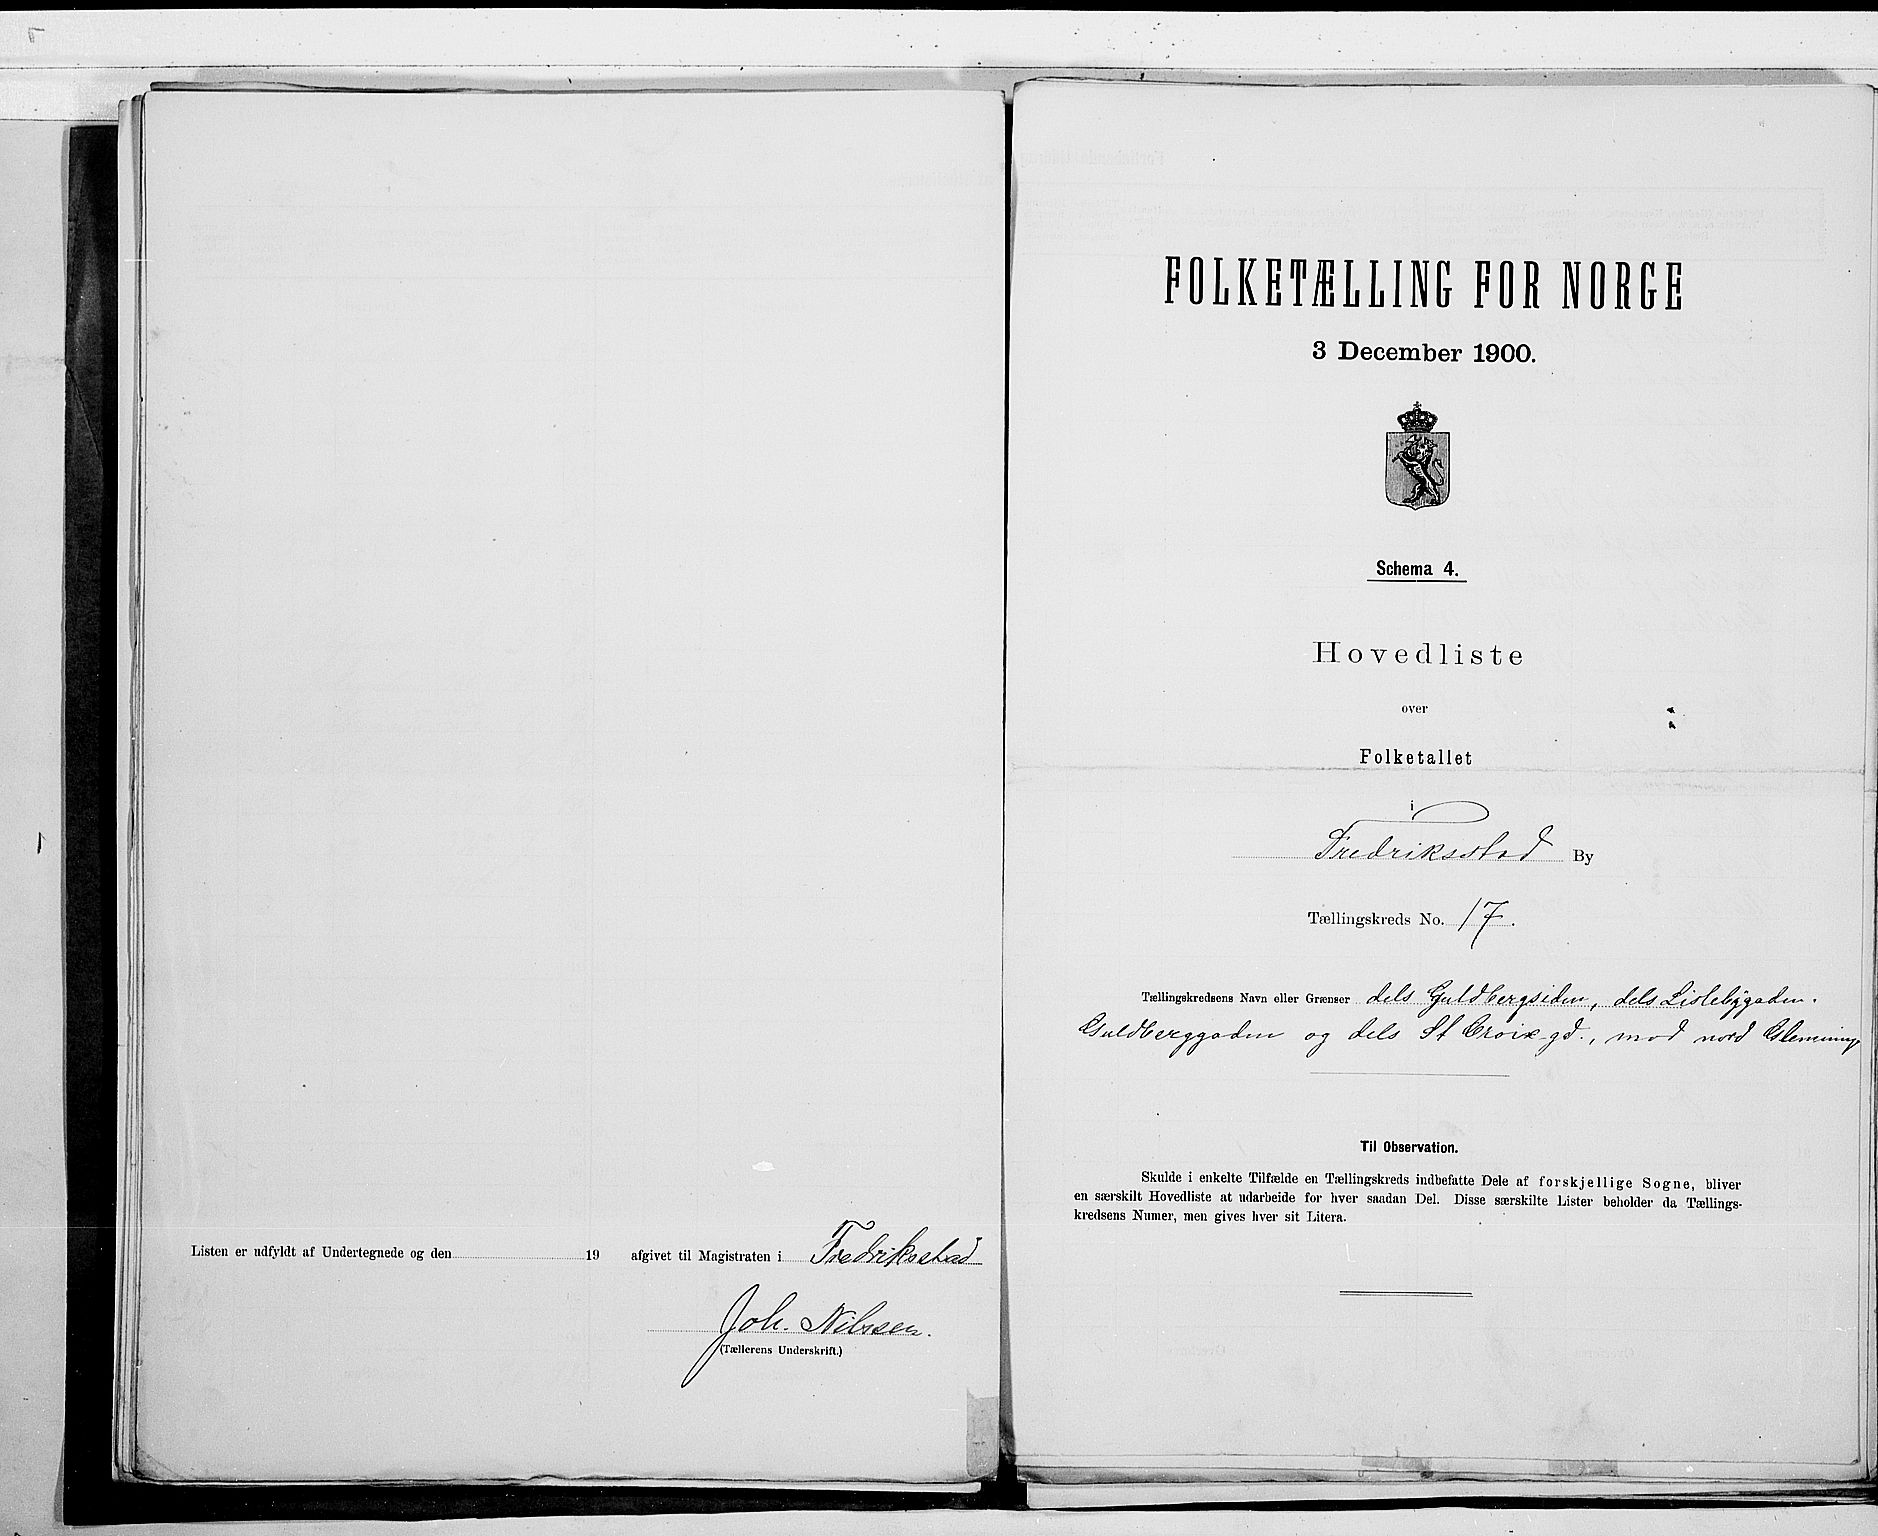 Listen er udfyldt af Undertegnede og den 19 afgivet til Magistraten i Fredriksstad
Joh. Nilssen.
(Tællerens Underskrift.)
FOLKETÆLLING FOR NORGE
3 December 1900.
Schema 4.
Hovedliste
over
Folketallet
i
Fredriksstad By
Tællingskreds No. 17.
Tællingskredsens Navn eller Grænser dels Guldbergsiden, dels Lislebygaden.
Guldberggaden og dels St Croix gd., mod nord Glemminge
Til Observation.
Skulde i enkelte Tilfælde en Tællingskreds indbefatte Dele af forskjellige Sogne, bliver
en særskilt Hovedliste at udarbeide for hver saadan Del. Disse særskilte Lister beholder da Tællings-
kredsens Numer, men gives hver sit Litera.